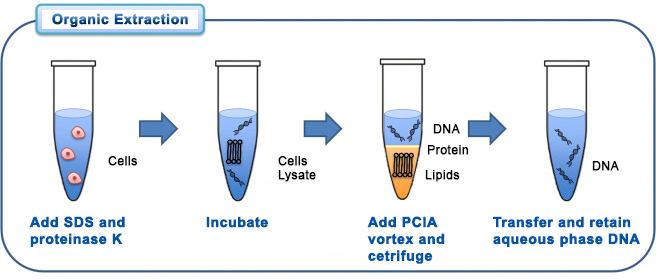 Organic Extraction
Cells
Add SDS and
proteinase K
Cells
Lysate
Incubate
DNA
Protein
Lipids
Add PCIA
vortex and
cetrifuge
DNA
Transfer and retain
aqueous phase DNA